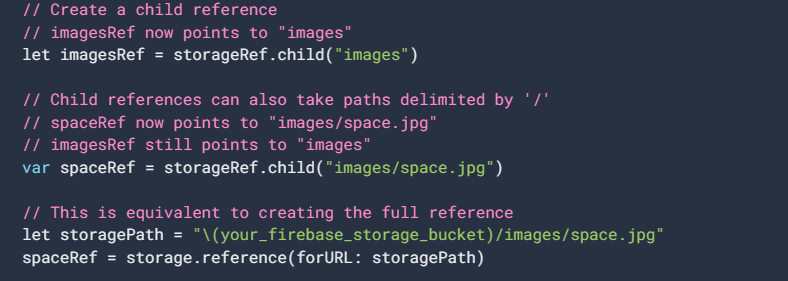 // Create a child reference
// imagesRef now points to "images"
let imagesRef = storageRef.child("images")
// Child references can also take paths delimited by '/'
// spaceRef now points to "images/space.jpg"
// imagesRef still points to "images"
var spaceRef = storageRef.child("images/space.jpg")
// This is equivalent to creating the full reference
let storagePath = "\(your_firebase_storage_bucket)/images/space.jpg"
spaceRef = storage.reference(forURL: storagePath)